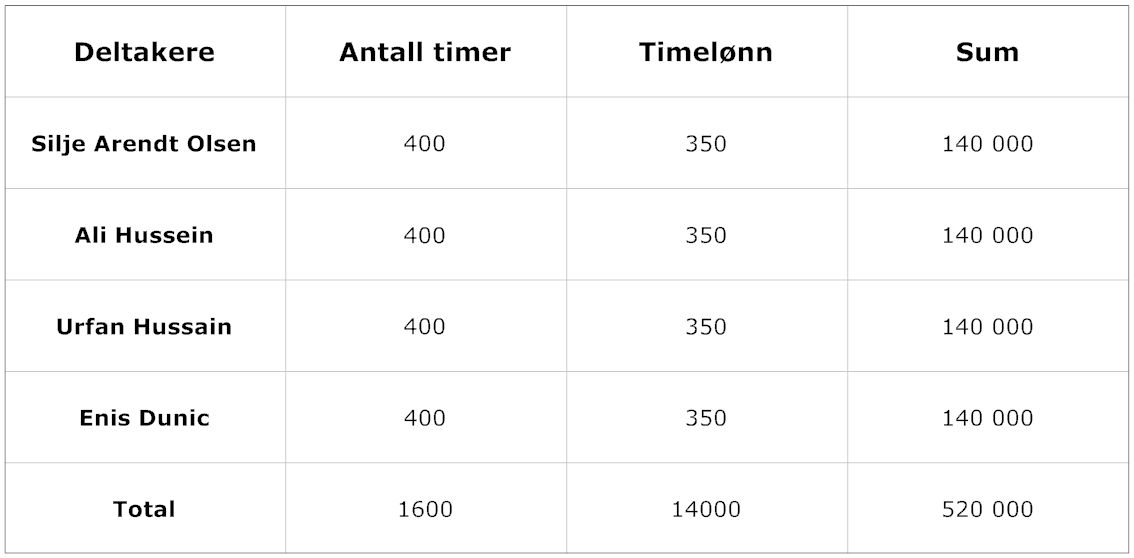 Deltakere Antall timer Timelønn Sum
Silje Arendt Olsen 400 350 140 000
Ali Hussein 400 350 140 000
Urfan Hussain 400 350 140 000
Enis Dunic 400 350 140 000
Total 1600 14000 520 000